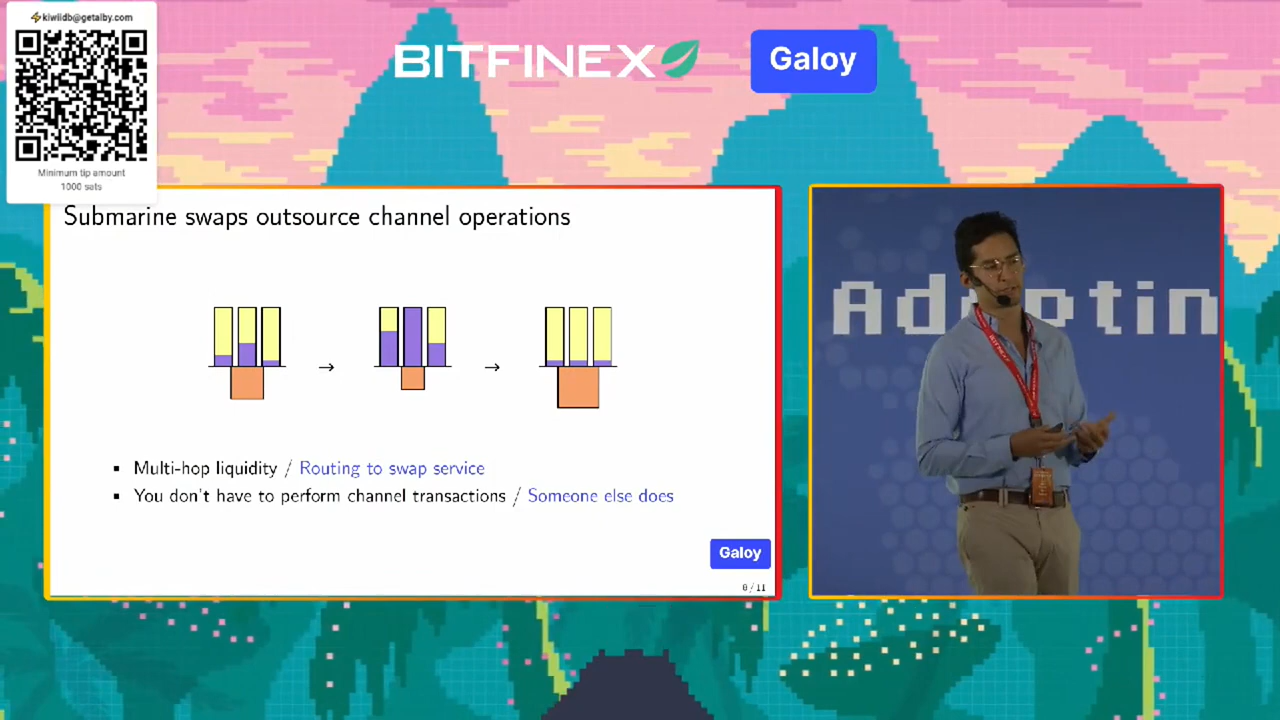 ⚡kiwiidb@getalby.com
Minimum tip amount
1000 sats
BITFINEX
Galoy
Submarine swaps outsource channel operations
→ →
▪ Multi-hop liquidity / Routing to swap service
▪ You don't have to perform channel transactions / Someone else does
Galoy
8/11
Adoptin